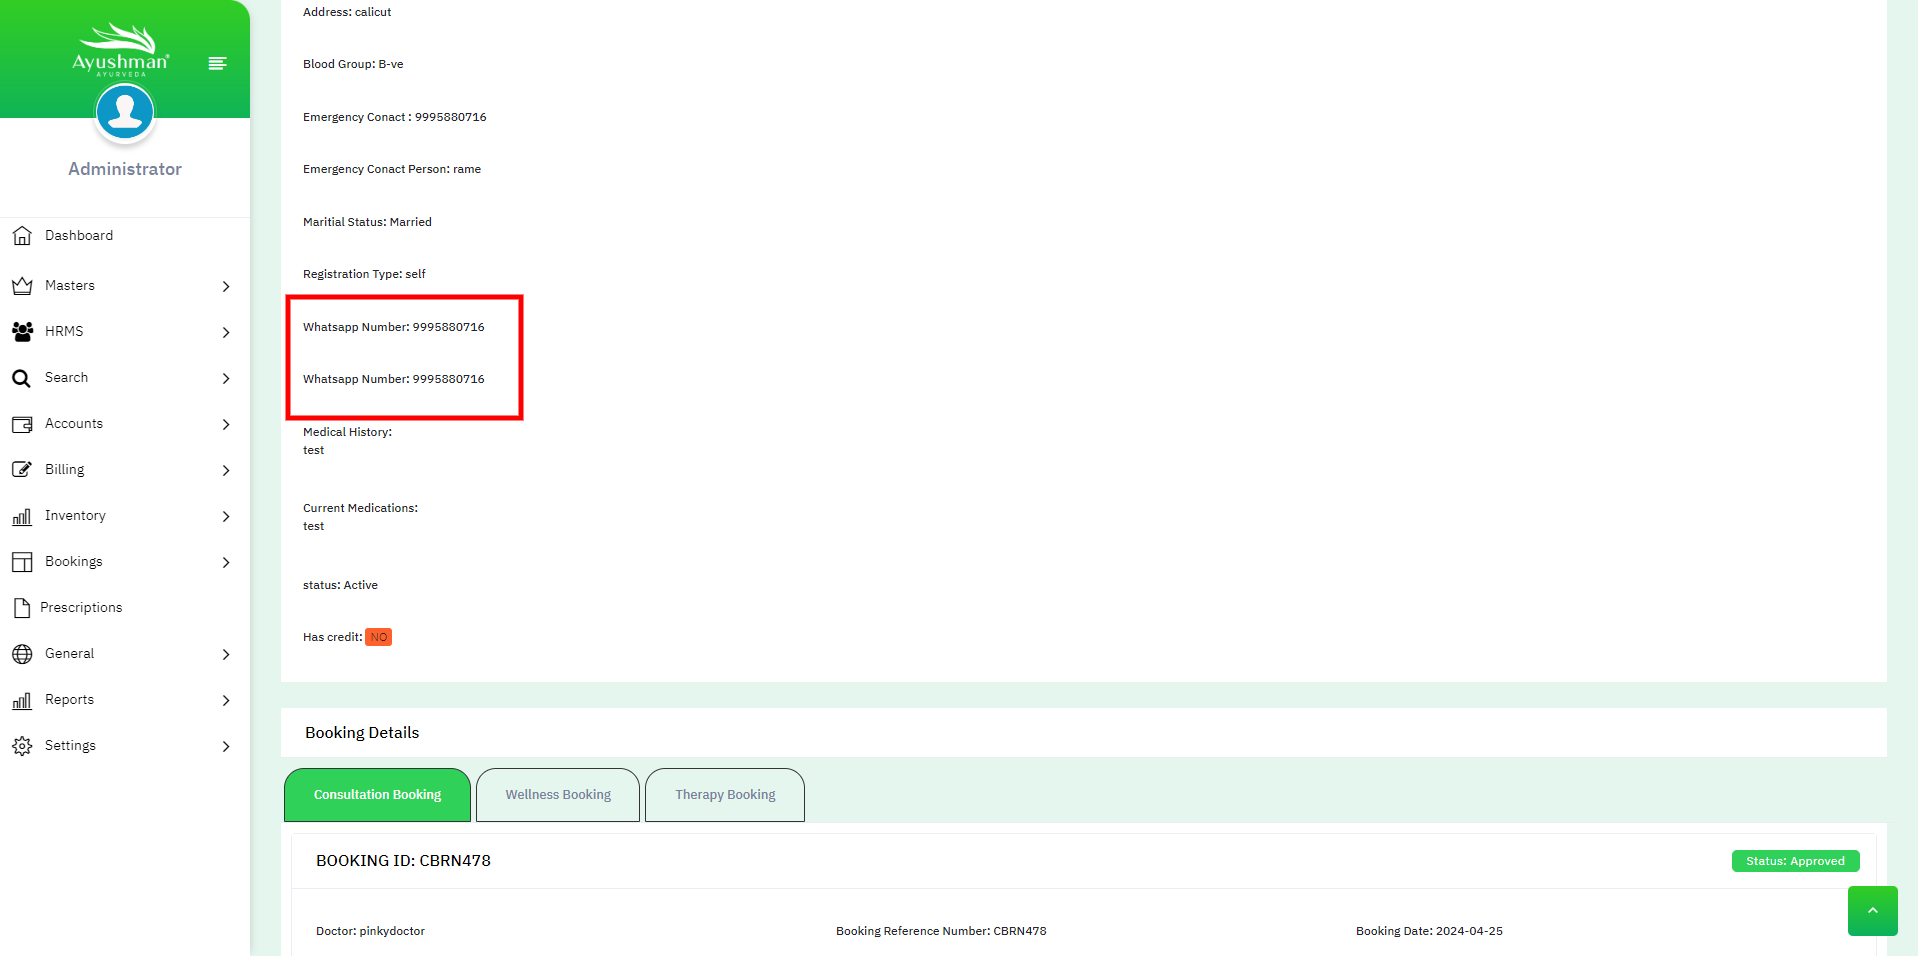 Ayushman®
AYURVEDA
Administrator
Dashboard
Masters
HRMS
Search
Accounts
Billing
Inventory
Bookings
Prescriptions
General
Reports
Settings
Address: calicut
Blood Group: B-ve
Emergency Conact : 9995880716
Emergency Conact Person: rame
Maritial Status: Married
Registration Type: self
Whatsapp Number: 9995880716
Whatsapp Number: 9995880716
Medical History:
test
Current Medications:
test
status: Active
Has credit: NO
Booking Details
Consultation Booking
Wellness Booking
Therapy Booking
BOOKING ID: CBRN478
Status: Approved
Doctor: pinkydoctor
Booking Reference Number: CBRN478
Booking Date: 2024-04-25